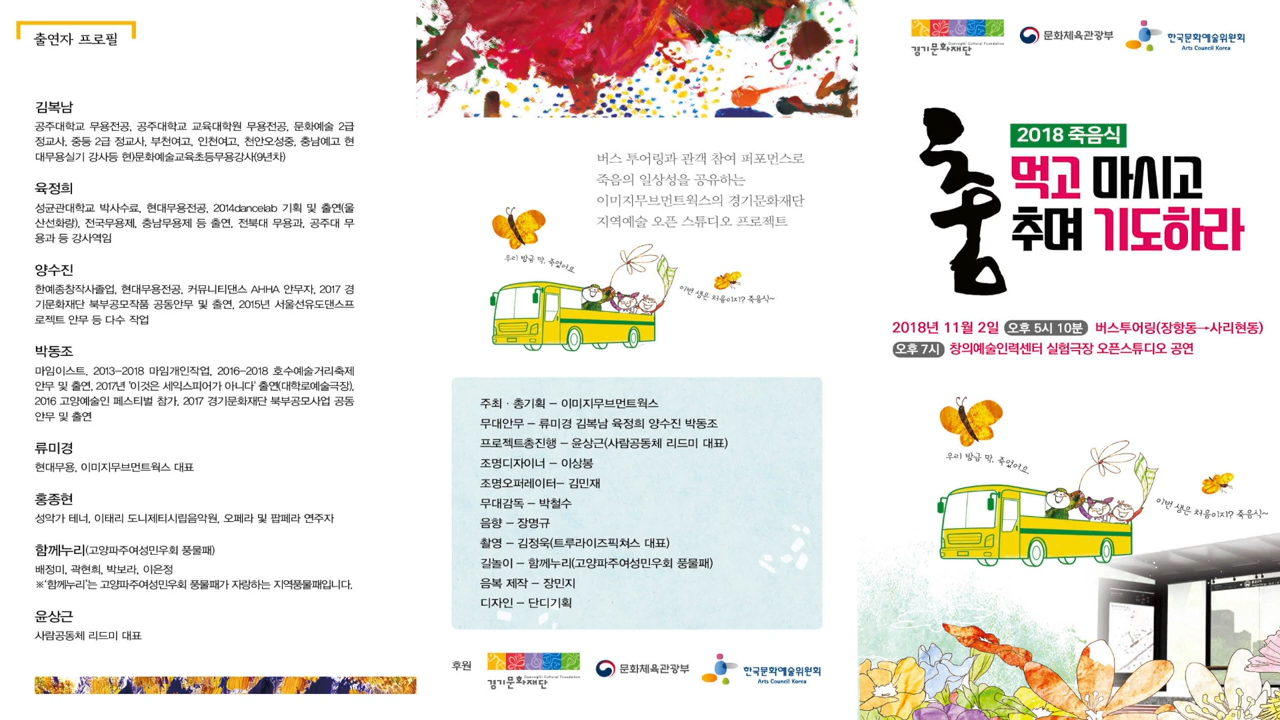 출연자 프로필
김복남
공주대학교 무용전공, 공주대학교 교육대학원 무용전공, 문화예술 2급
정교사, 중등 2급 정교사, 부천여고, 인천여고, 천안오성중, 충남예고 현
대무용실기 강사등 현)문화예술교육초등무용강사(9년차)
육정희
성균관대학교 박사수료, 현대무용전공, 2014dancelab 기획 및 출연(울
산선화랑), 전국무용제, 충남무용제 등 출연, 전북대 무용과, 공주대 무
용과 등 강사역임
양수진
한예종창작사졸업, 현대무용전공, 커뮤니티댄스 AHHA 안무자, 2017 경
기문화재단 북부공모작품 공동안무 및 출연, 2015년 서울선유도댄스프
로젝트 안무 등 다수 작업
박동조
마임이스트, 2013-2018 마임개인작업, 2016-2018 호수예술거리축제
안무 및 출연, 2017년 '이것은 셰익스피어가 아니다' 출연(대학로예술극장),
2016 고양예술인 페스티벌 참가, 2017 경기문화재단 북부공모사업 공동
안무 및 출연
류미경
현대무용, 이미지무브먼트웍스 대표
홍종현
성악가 테너, 이태리 도니제티시립음악원, 오페라 및 팝페라 연주자
함께누리(고양파주여성민우회 풍물패)
배정미, 곽현희, 박보라, 이은정
※'함께누리'는 고양파주여성민우회 풍물패가 자랑하는 지역풍물패입니다.
윤상근
사람공동체 리드미 대표
버스 투어링과 관객 참여 퍼포먼스로
죽음의 일상성을 공유하는
이미지무브먼트웍스의 경기문화재단
지역예술 오픈 스튜디오 프로젝트
우리 방금 막, 죽었어요
이번 생은 처음이지? 죽음식~
주최 · 총기획 – 이미지무브먼트웍스
무대안무 – 류미경 김복남 육정희 양수진 박동조
프로젝트총진행 – 윤상근(사람공동체 리드미 대표)
조명디자이너 – 이상봉
조명오퍼레이터– 김민재
무대감독 – 박철수
음향 – 장명규
촬영 – 김정욱(트루라이즈픽쳐스 대표)
길놀이 – 함께누리(고양파주여성민우회 풍물패)
음복 제작 – 장민지
디자인 – 단디기획
후원
경기문화재단
문화체육관광부
한국문화예술위원회
Arts Council Korea
경기문화재단
문화체육관광부
한국문화예술위원회
Arts Council Korea
2018 죽음식
먹고 마시고
추며 기도하라
2018년 11월 2일 오후 5시 10분 버스투어링(장항동→사리현동)
오후 7시 창의예술인력센터 실험극장 오픈스튜디오 공연
우리 방금 막, 죽었어요
이번 생은 처음이지? 죽음식~